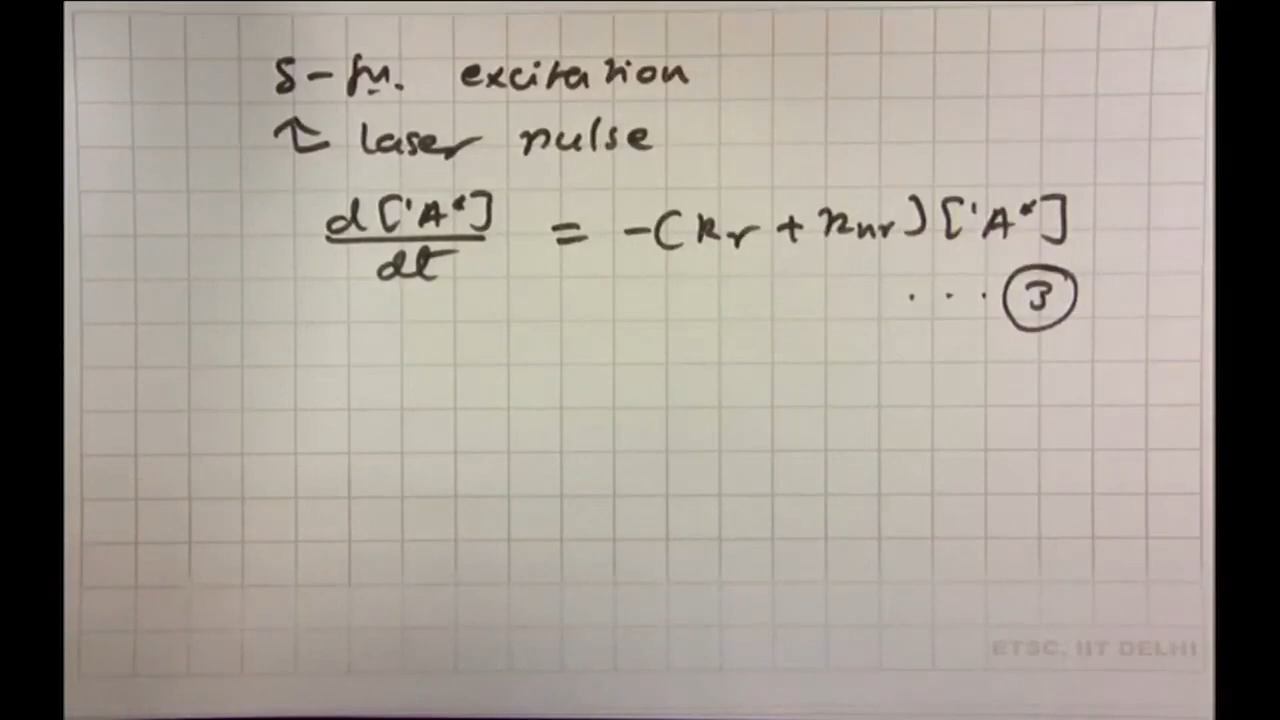 δ-fn. excitation
↑ laser pulse
d['A*]/dt = -(kr + knr)['A*]
... 3
ETSC, IIT DELHI